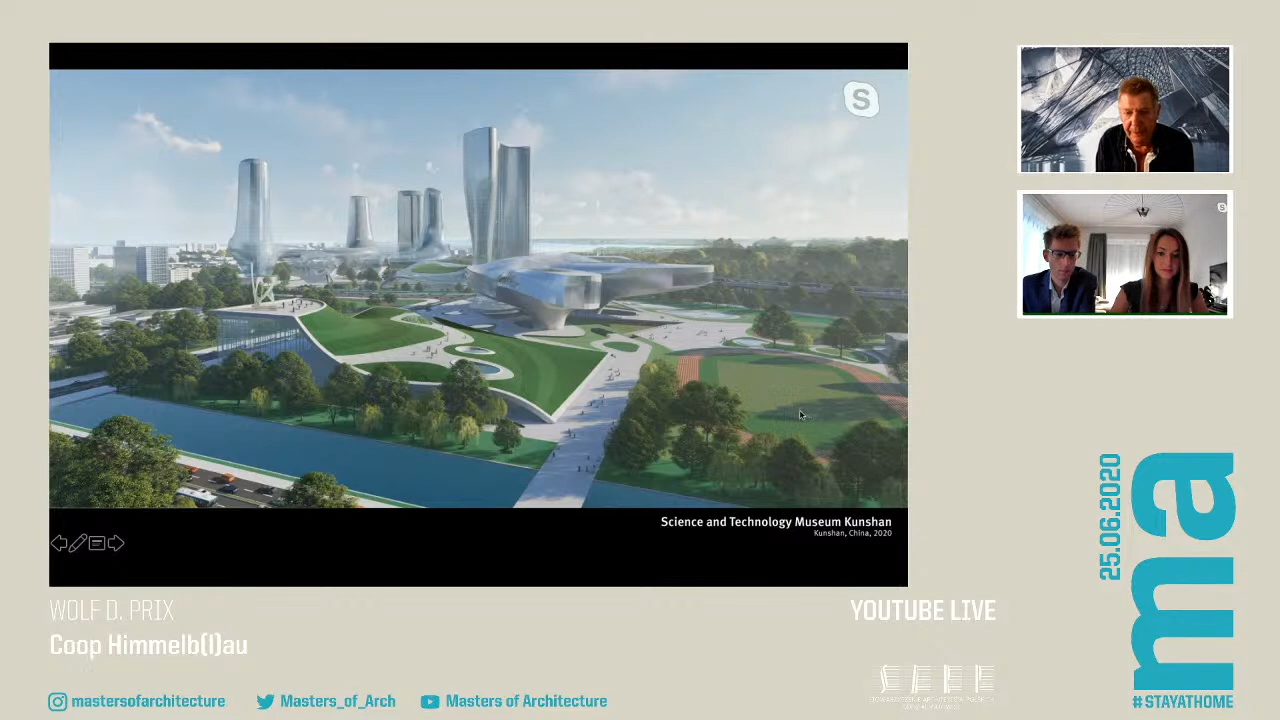 S
S
Science and Technology Museum Kunshan
Kunshan, China, 2020
WOLF D. PRIX
Coop Himmelb(l)au
YOUTUBE LIVE
mastersofarchitecture
Masters_of_Arch
Masters of Architecture
25.06.2020
ma
#STAYATHOME